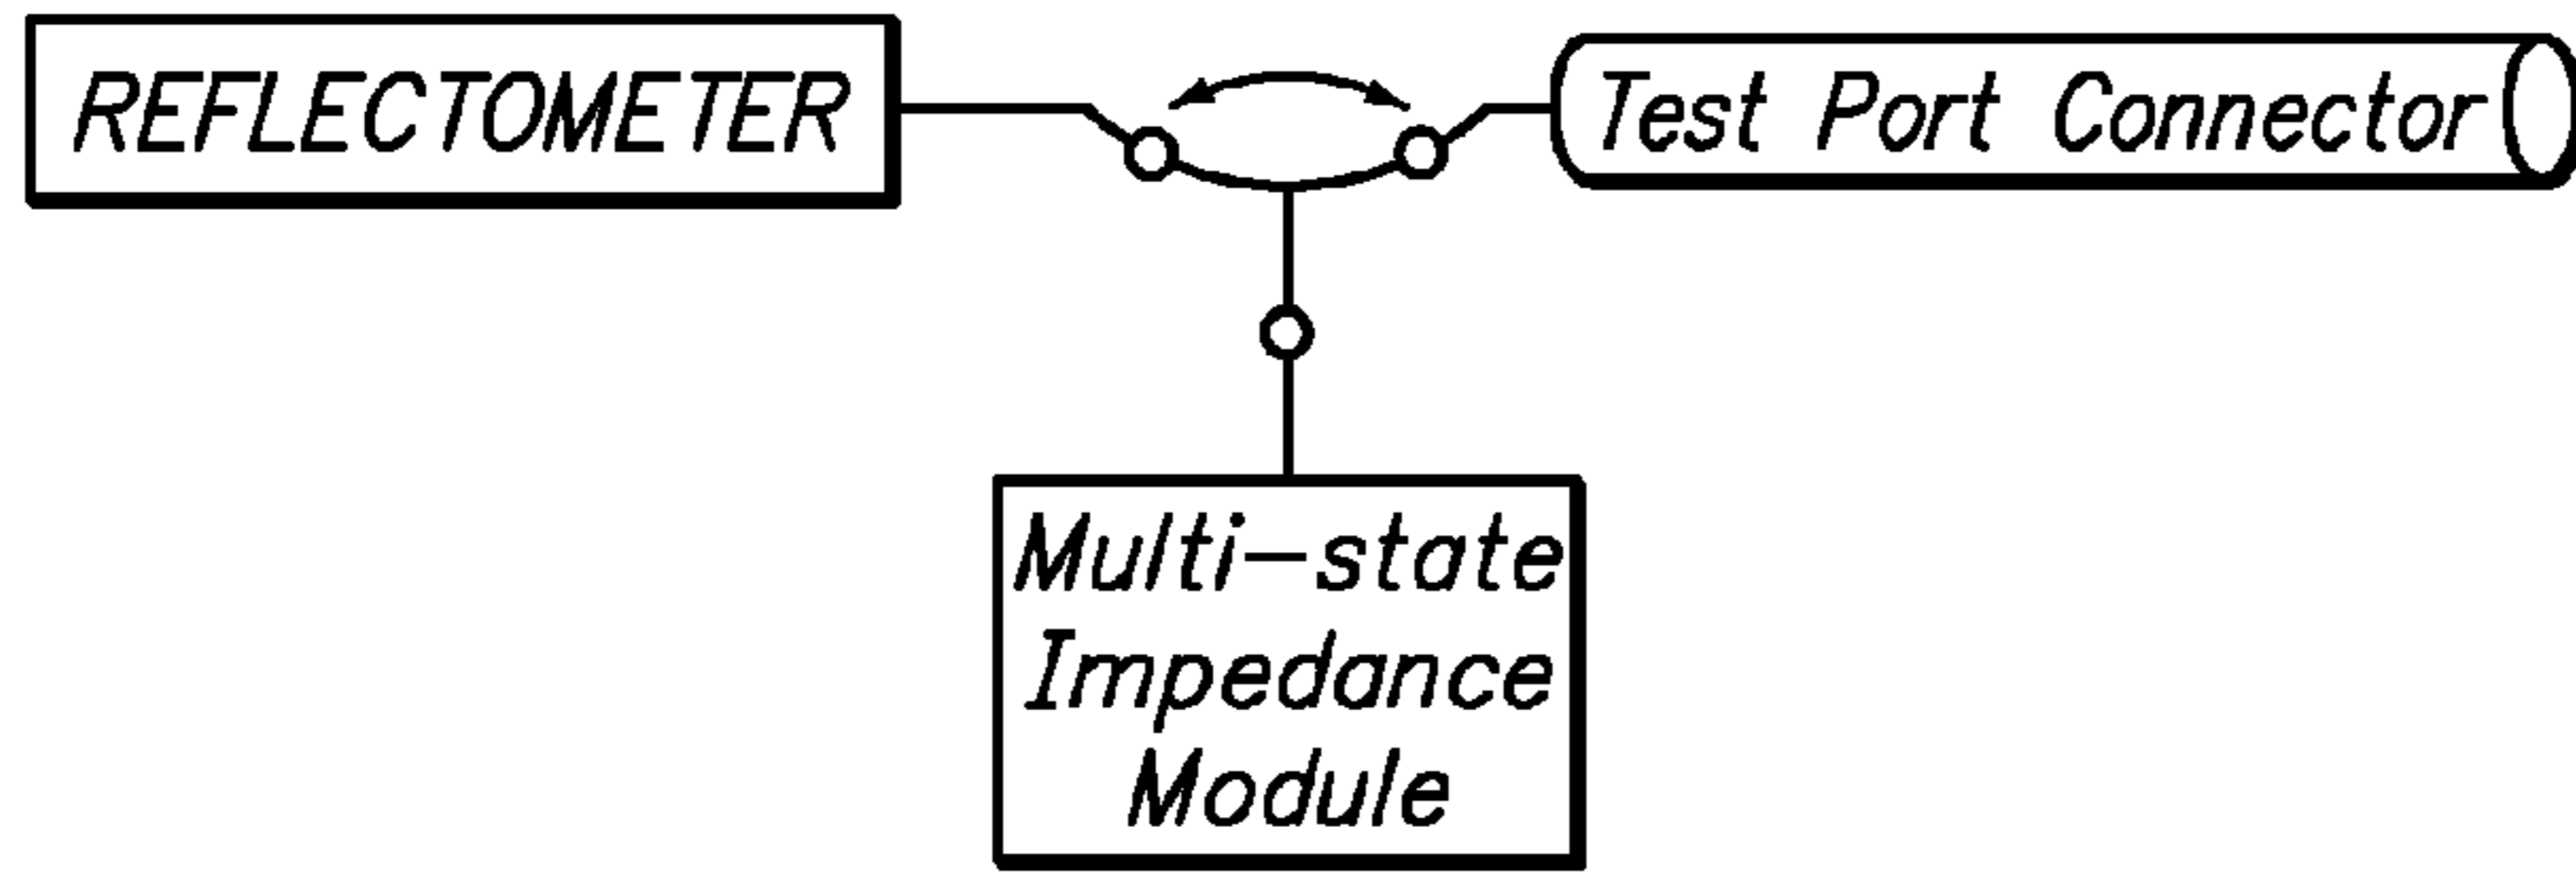 REFLECTOMETER
Test Port Connector
Multi-state
Impedance
Module